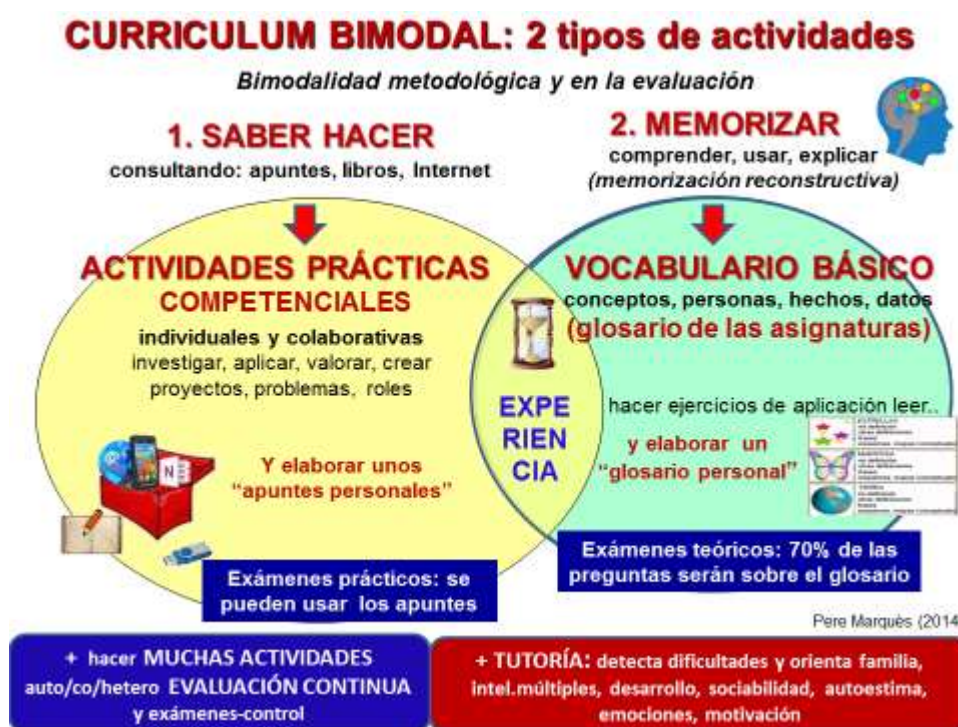 CURRICULUM BIMODAL: 2 tipos de actividades
Bimodalidad metodológica y en la evaluación
1. SABER HACER
consultando: apuntes, libros, Internet
2. MEMORIZAR
comprender, usar, explicar
(memorización reconstructiva)
ACTIVIDADES PRÁCTICAS
COMPETENCIALES
individuales y colaborativas
investigar, aplicar, valorar, crear
proyectos, problemas, roles
Y elaborar unos
“apuntes personales”
Exámenes prácticos: se
pueden usar los apuntes
EXPE
RIEN
CIA
VOCABULARIO BÁSICO
conceptos, personas, hechos, datos
(glosario de las asignaturas)
hacer ejercicios de aplicación leer..
y elaborar un
“glosario personal”
Exámenes teóricos: 70% de las
preguntas serán sobre el glosario
Pere Marquès (2014
+ hacer MUCHAS ACTIVIDADES
auto/co/hetero EVALUACIÓN CONTINUA
y exámenes-control
+ TUTORÍA: detecta dificultades y orienta familia,
intel.múltiples, desarrollo, sociabilidad, autoestima,
emociones, motivación